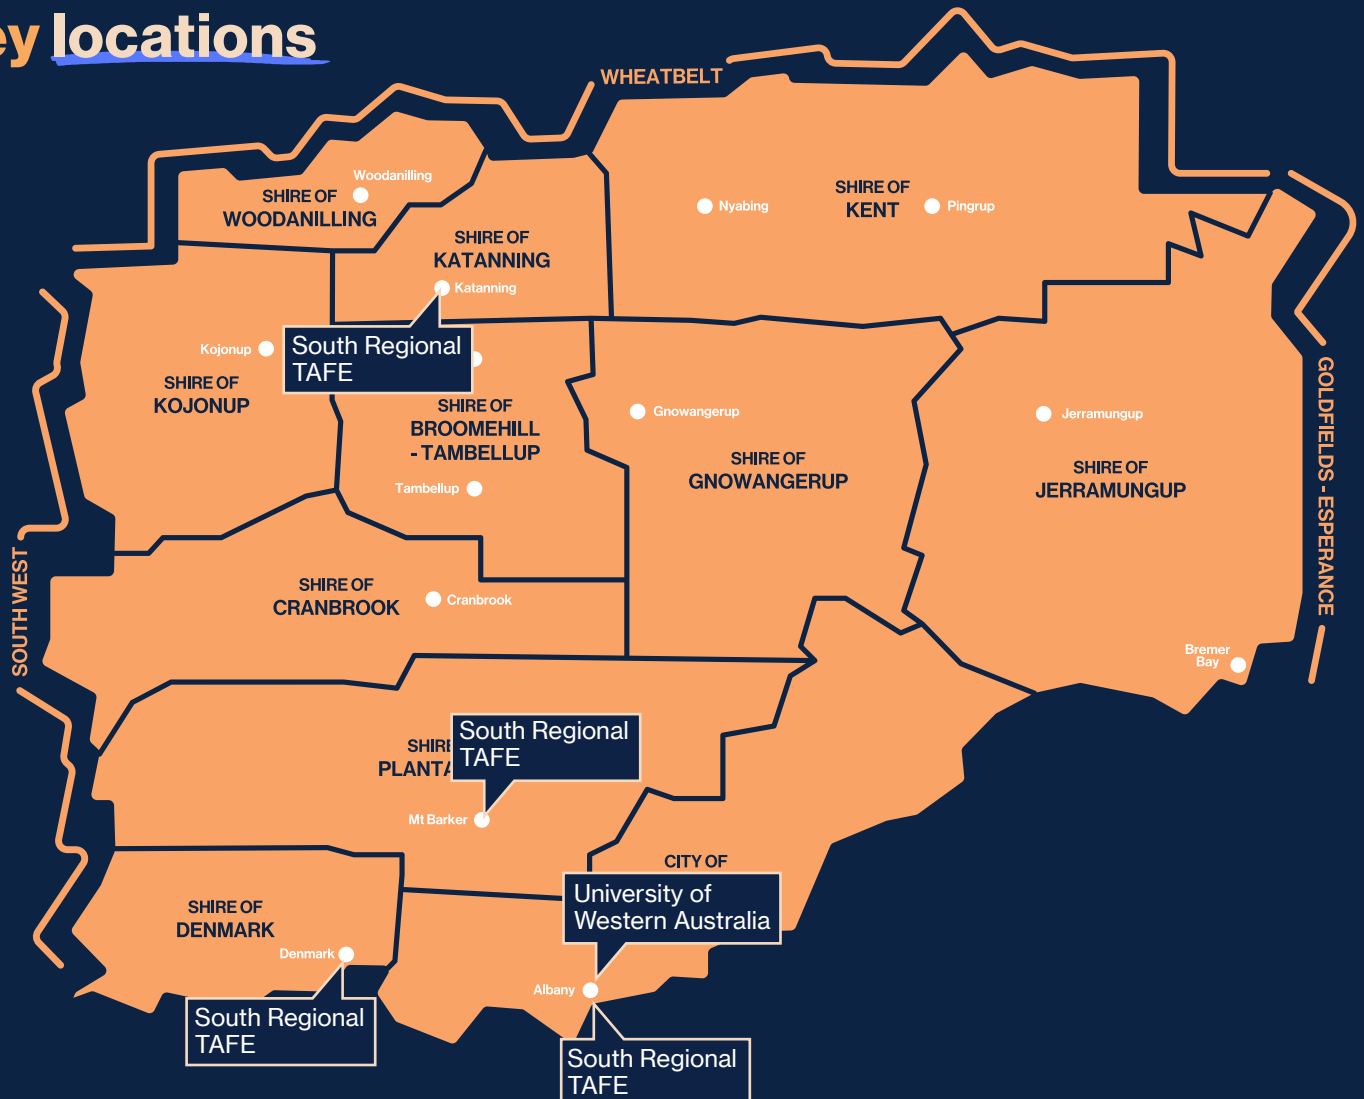 ey locations
WHEATBELT
Woodanilling
SHIRE OF
WOODANILLING
SHIRE OF
KENT
Nyabing
Pingrup
SHIRE OF
KATANNING
Katanning
South Regional
TAFE
Kojonup
SHIRE OF
KOJONUP
SHIRE OF
BROOMEHILL
- TAMBELLUP
Tambellup
Gnowangerup
SHIRE OF
GNOWANGERUP
Jerramungup
SHIRE OF
JERRAMUNGUP
GOLDFIELDS - ESPERANCE
SOUTH WEST
SHIRE OF
CRANBROOK
Cranbrook
Bremer
Bay
SHIRE
PLANTA
South Regional
TAFE
Mt Barker
CITY OF
University of
Western Australia
SHIRE OF
DENMARK
Denmark
Albany
South Regional
TAFE
South Regional
TAFE